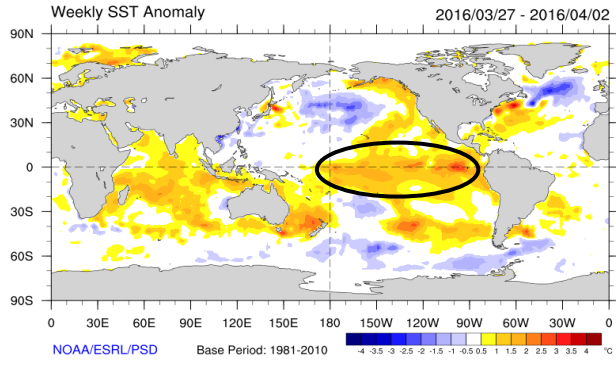 Weekly SST Anomaly 2016/03/27 - 2016/04/02
90N
60N
30N
0
30S
60S
90S
0 30E 60E 90E 120E 150E 180 150W 120W 90W 60W 30W 0
NOAA/ESRL/PSD Base Period: 1981-2010
-4 -3.5 -3 -2.5 -2 -1.5 -1 -0.5 0.5 1 1.5 2 2.5 3 3.5 4 °C